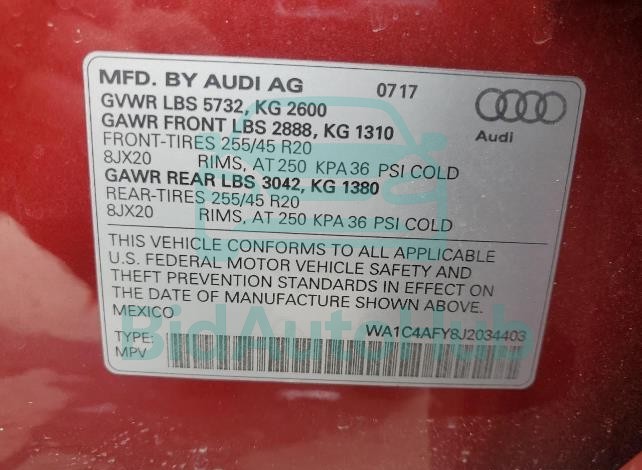 MFD. BY AUDI AG 0717
GVWR LBS 5732, KG 2600
GAWR FRONT LBS 2888, KG 1310
Audi
FRONT-TIRES 255/45 R20
8JX20 RIMS, AT 250 KPA 36 PSI COLD
GAWR REAR LBS 3042, KG 1380
REAR-TIRES 255/45 R20
8JX20 RIMS, AT 250 KPA 36 PSI COLD
THIS VEHICLE CONFORMS TO ALL APPLICABLE
U.S. FEDERAL MOTOR VEHICLE SAFETY AND
THEFT PREVENTION STANDARDS IN EFFECT ON
THE DATE OF MANUFACTURE SHOWN ABOVE.
MEXICO
WA1C4AFY8J2034403
TYPE:
MPV
BidAutoHub